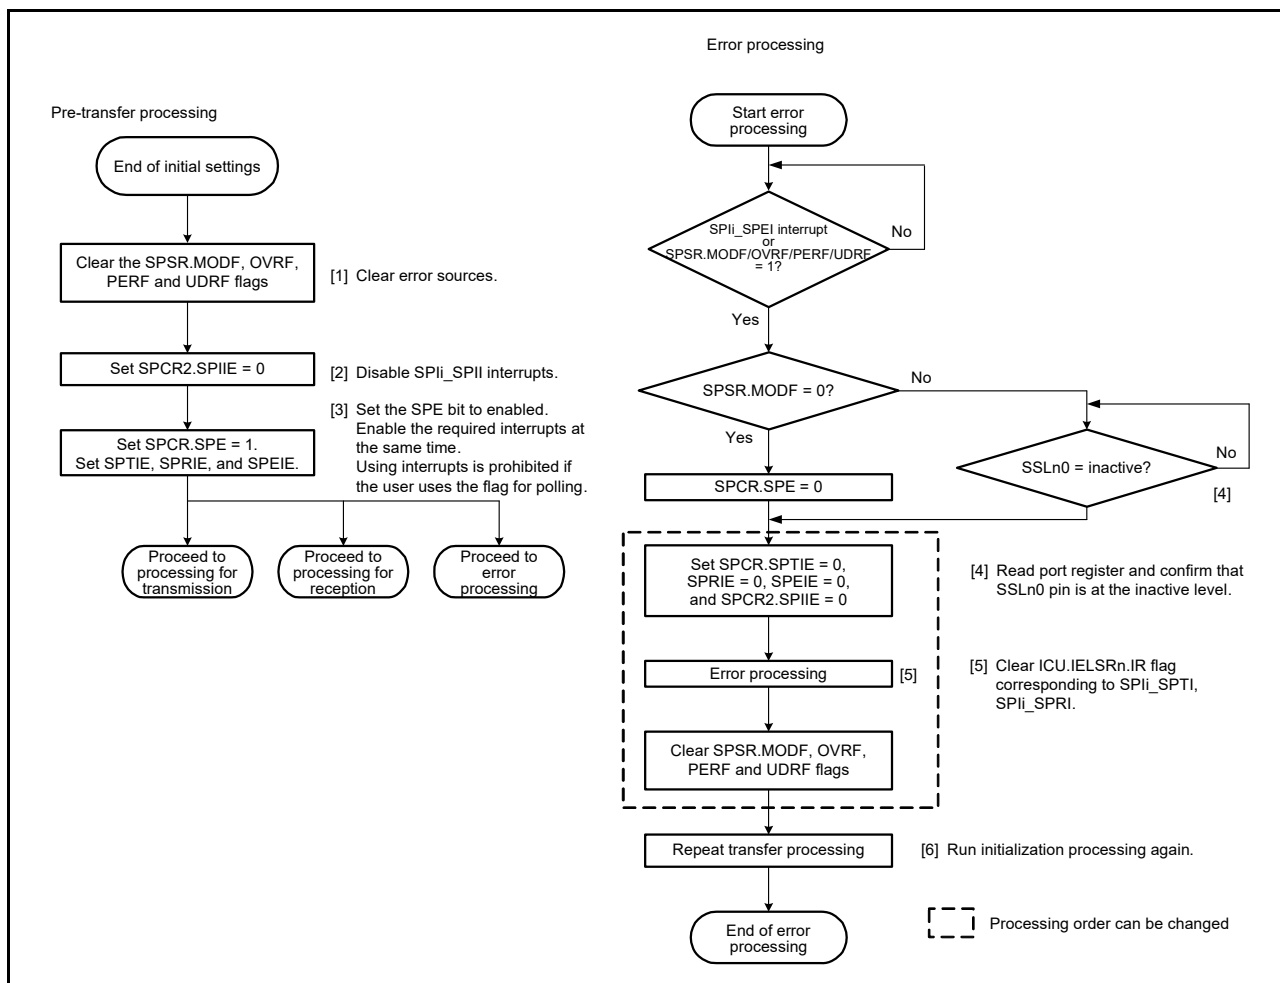 Error processing
Pre-transfer processing
End of initial settings
Clear the SPSR.MODF, OVRF,
PERF and UDRF flags
[1] Clear error sources.
Set SPCR2.SPIIE = 0
[2] Disable SPIi_SPII interrupts.
[3] Set the SPE bit to enabled.
Enable the required interrupts at
the same time.
Using interrupts is prohibited if
the user uses the flag for polling.
Set SPCR.SPE = 1.
Set SPTIE, SPRIE, and SPEIE.
Proceed to
processing for
transmission
Proceed to
processing for
reception
Proceed to
error
processing
Start error
processing
SPIi_SPEI interrupt
or
SPSR.MODF/OVRF/PERF/UDRF
= 1?
No
Yes
SPSR.MODF = 0?
No
Yes
SSLn0 = inactive?
No
[4]
SPCR.SPE = 0
Set SPCR.SPTIE = 0,
SPRIE = 0, SPEIE = 0,
and SPCR2.SPIIE = 0
[4] Read port register and confirm that
SSLn0 pin is at the inactive level.
Error processing
[5]
[5] Clear ICU.IELSRn.IR flag
corresponding to SPIi_SPTI,
SPIi_SPRI.
Clear SPSR.MODF, OVRF,
PERF and UDRF flags
Repeat transfer processing
[6] Run initialization processing again.
End of error
processing
Processing order can be changed